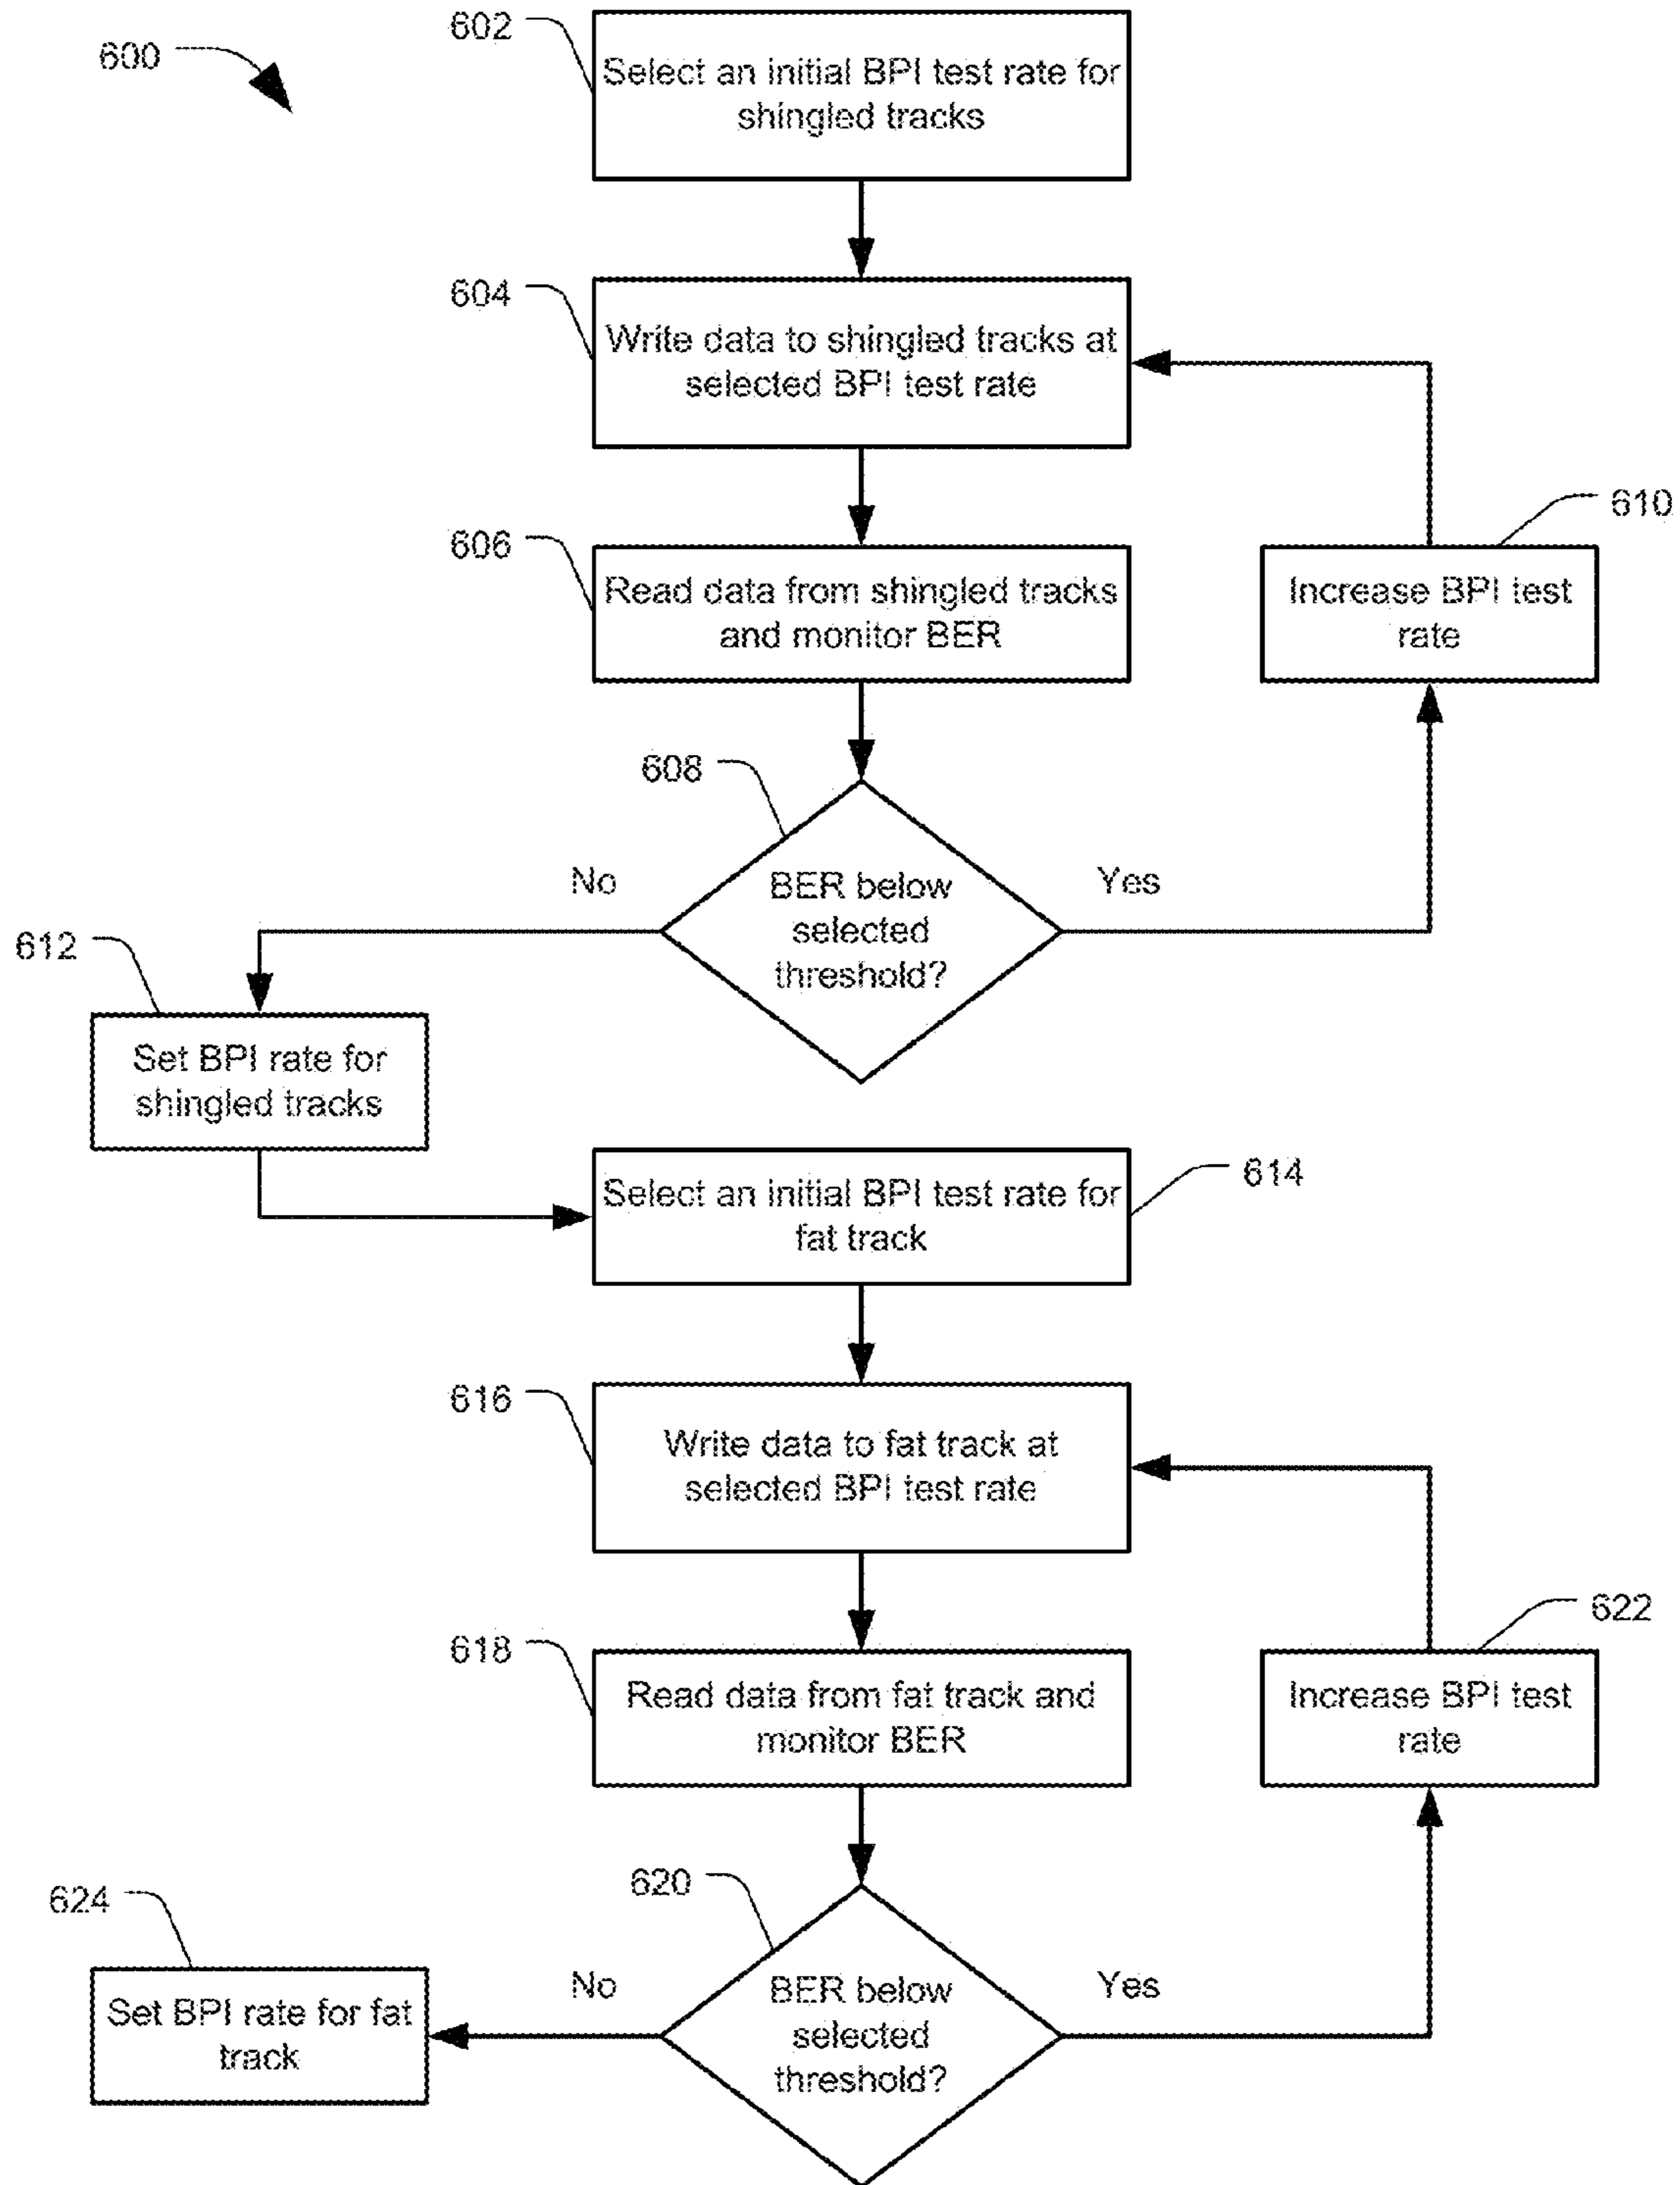 600
602
Select an initial BPI test rate for
shingled tracks
604
Write data to shingled tracks at
selected BPI test rate
606
Read data from shingled tracks
and monitor BER
610
Increase BPI test
rate
608
BER below
selected
threshold?
No
Yes
612
Set BPI rate for
shingled tracks
614
Select an initial BPI test rate for
fat track
616
Write data to fat track at
selected BPI test rate
618
Read data from fat track and
monitor BER
622
Increase BPI test
rate
620
BER below
selected
threshold?
No
Yes
624
Set BPI rate for fat
track